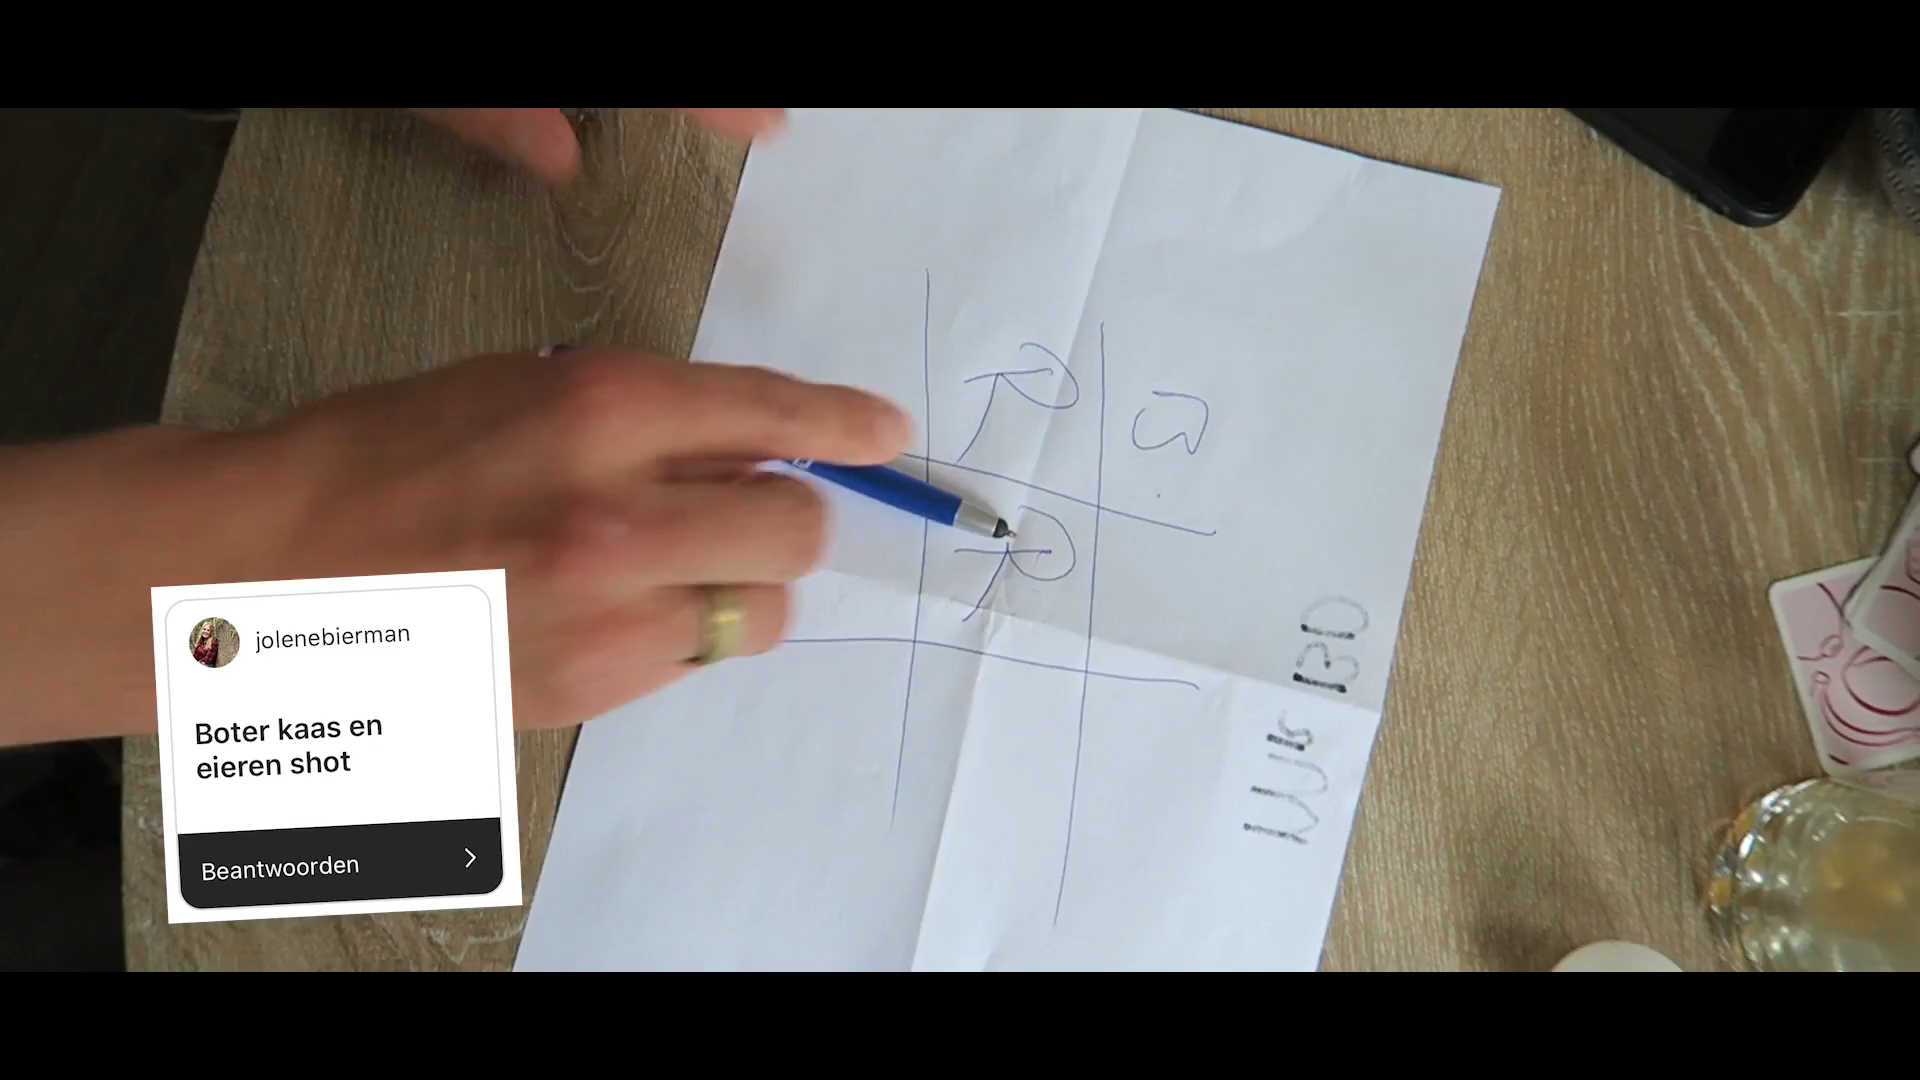 R
B
R
jolenebierman
Boter kaas en
eieren shot
Beantwoorden